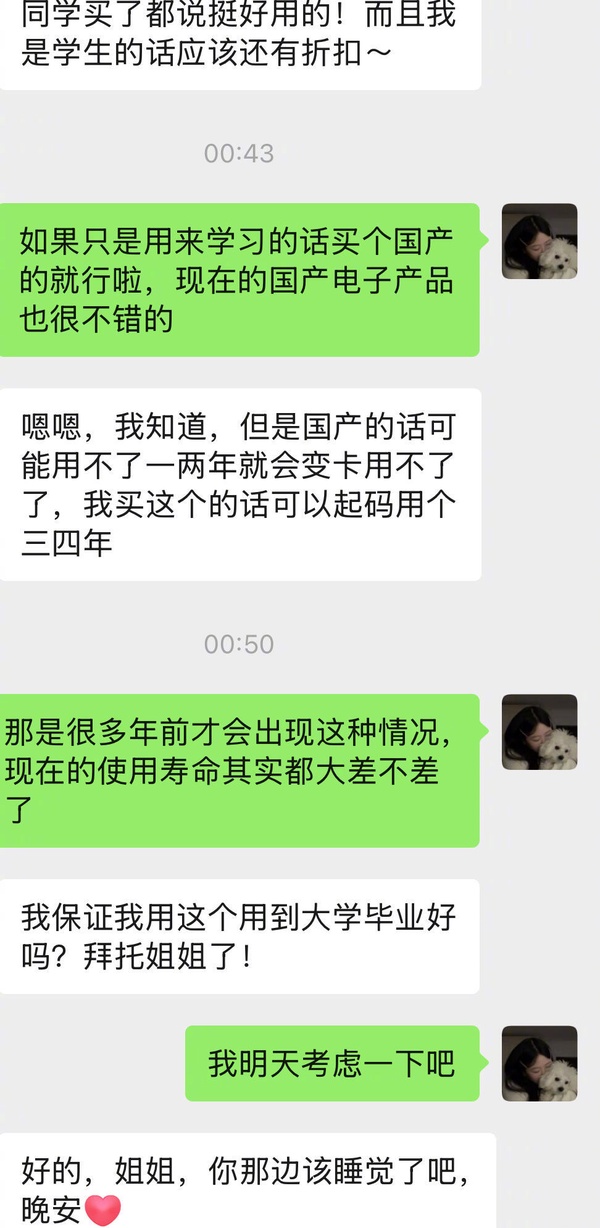 同学买了都说挺好用的！而且我
是学生的话应该还有折扣～
00:43
如果只是用来学习的话买个国产
的就行啦，现在的国产电子产品
也很不错的
嗯嗯，我知道，但是国产的话可
能用不了一两年就会变卡用不了
了，我买这个的话可以起码用个
三四年
00:50
那是很多年前才会出现这种情况，
现在的使用寿命其实都大差不差
了
我保证我用这个用到大学毕业好
吗？拜托姐姐了！
我明天考虑一下吧
好的，姐姐，你那边该睡觉了吧，
晚安❤️